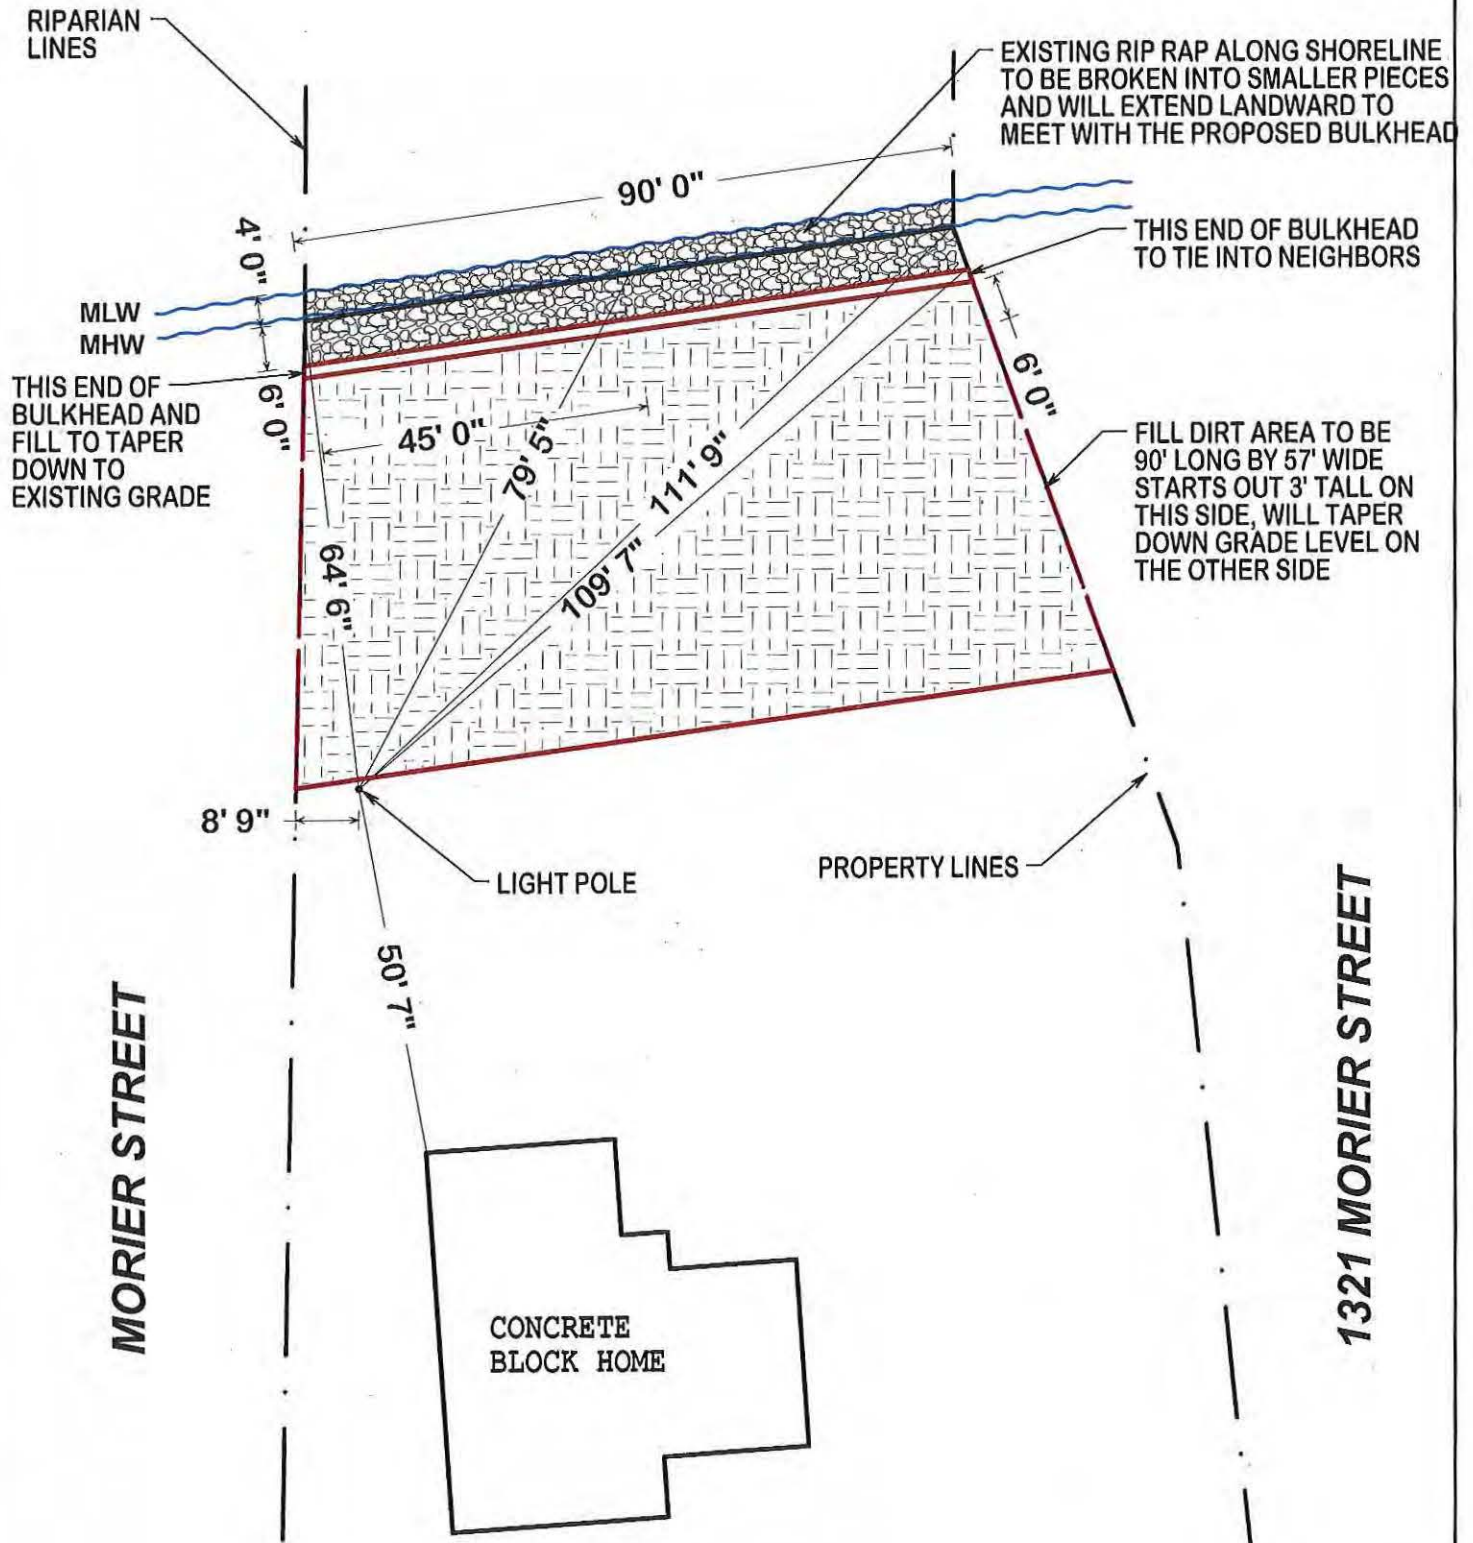 RIPARIAN
LINES
EXISTING RIP RAP ALONG SHORELINE
TO BE BROKEN INTO SMALLER PIECES
AND WILL EXTEND LANDWARD TO
MEET WITH THE PROPOSED BULKHEAD
90' 0"
4' 0"
THIS END OF BULKHEAD
TO TIE INTO NEIGHBORS
MLW
MHW
THIS END OF
BULKHEAD AND
FILL TO TAPER
DOWN TO
EXISTING GRADE
6' 0"
6' 0"
45' 0"
79' 5"
111' 9"
109' 7"
64' 6"
FILL DIRT AREA TO BE
90' LONG BY 57' WIDE
STARTS OUT 3' TALL ON
THIS SIDE, WILL TAPER
DOWN GRADE LEVEL ON
THE OTHER SIDE
8' 9"
LIGHT POLE
PROPERTY LINES
50' 7"
MORIER STREET
1321 MORIER STREET
CONCRETE
BLOCK HOME